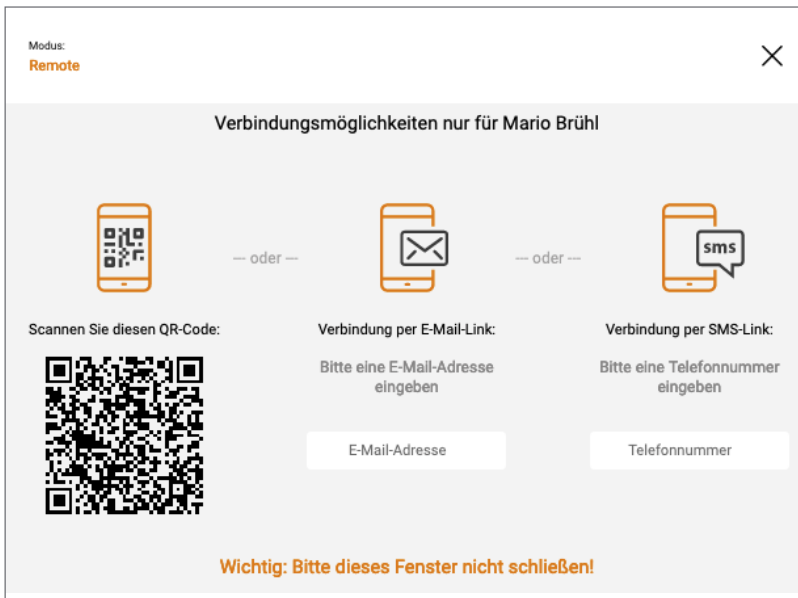 Modus:
Remote
Verbindungsmöglichkeiten nur für Mario Brühl
--- oder ---
sms
--- oder ---
Scannen Sie diesen QR-Code:
Verbindung per E-Mail-Link:
Bitte eine E-Mail-Adresse
eingeben
E-Mail-Adresse
Verbindung per SMS-Link:
Bitte eine Telefonnummer
eingeben
Telefonnummer
Wichtig: Bitte dieses Fenster nicht schließen!